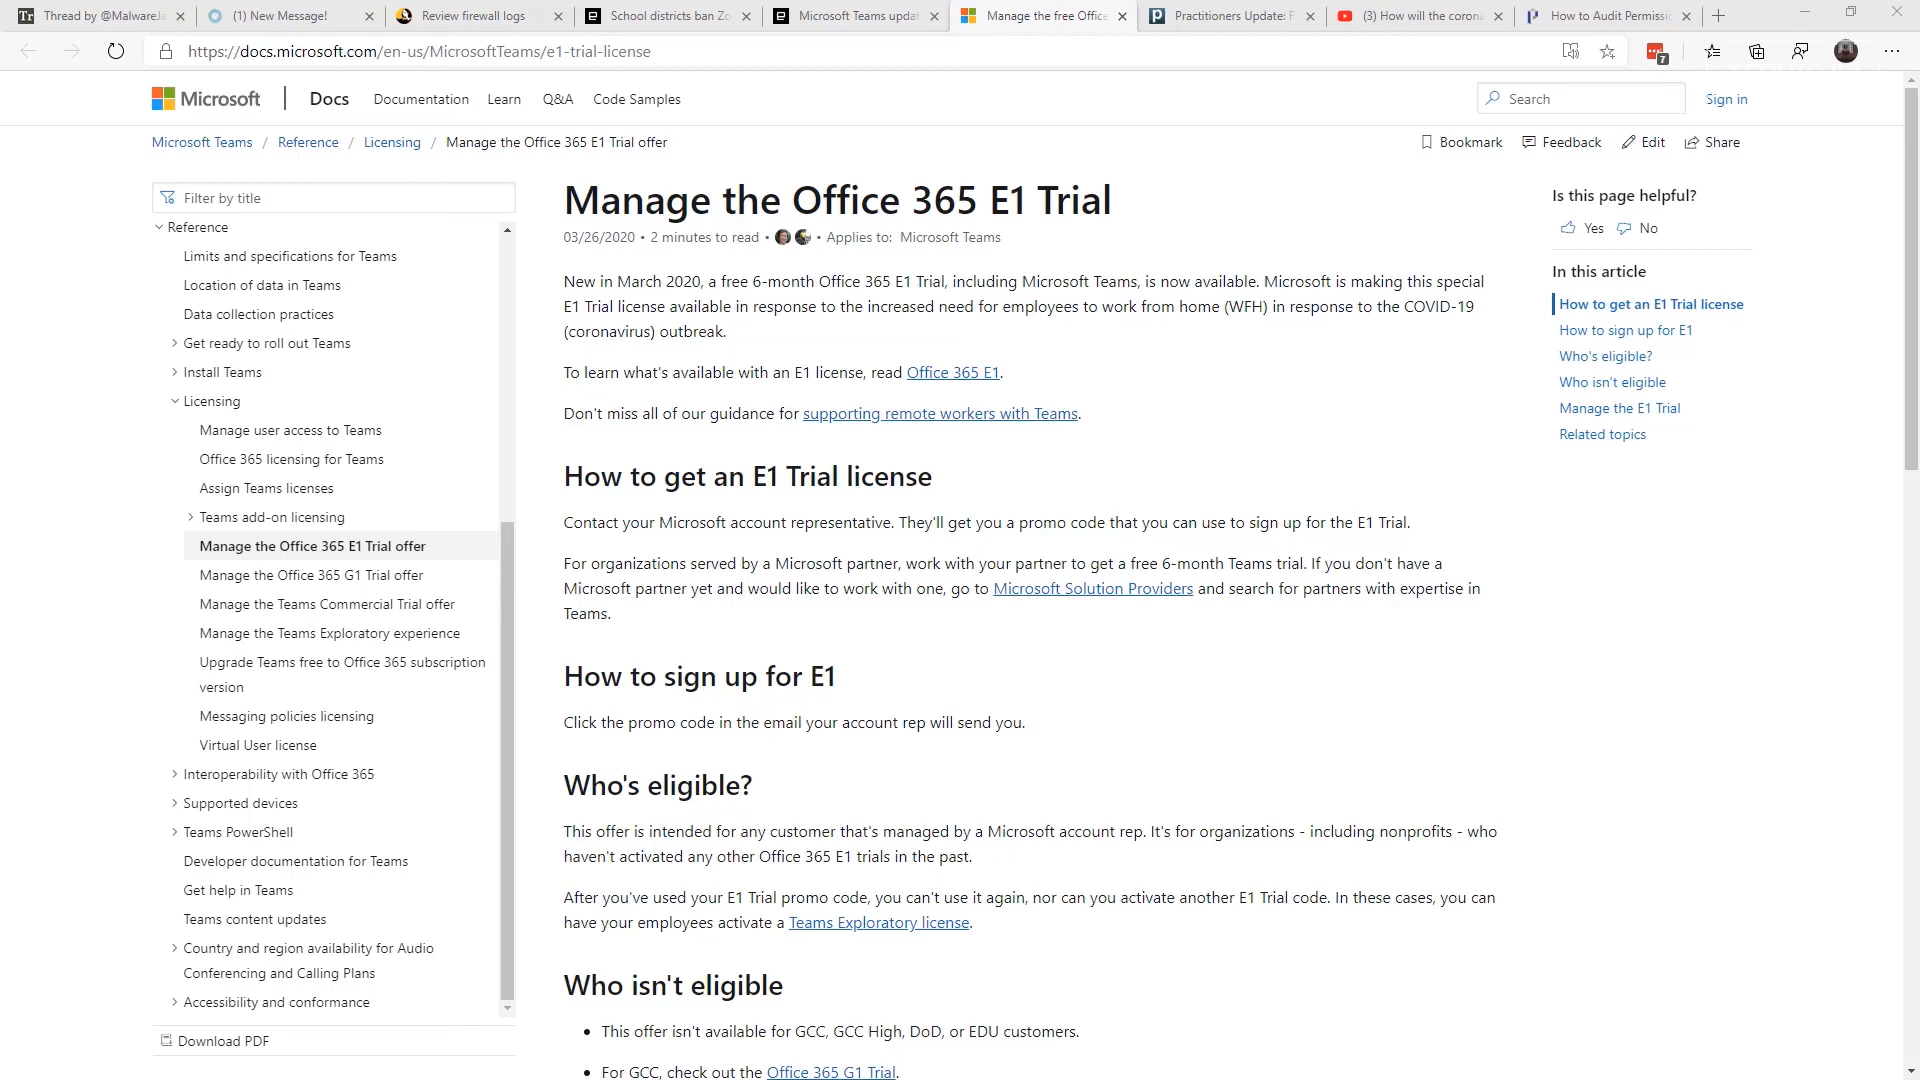 Thread by @MalwareJa
(1) New Message!
Review firewall logs
School districts ban Zo
Microsoft Teams updat
Manage the free Office
Practitioners Update: F
(3) How will the corona
How to Audit Permissic
https://docs.microsoft.com/en-us/MicrosoftTeams/e1-trial-license
7
Microsoft | Docs Documentation Learn Q&A Code Samples
Search
Sign in
Microsoft Teams / Reference / Licensing / Manage the Office 365 E1 Trial offer
Bookmark Feedback Edit Share
Filter by title
Reference
Limits and specifications for Teams
Location of data in Teams
Data collection practices
Get ready to roll out Teams
Install Teams
Licensing
Manage user access to Teams
Office 365 licensing for Teams
Assign Teams licenses
Teams add-on licensing
Manage the Office 365 E1 Trial offer
Manage the Office 365 G1 Trial offer
Manage the Teams Commercial Trial offer
Manage the Teams Exploratory experience
Upgrade Teams free to Office 365 subscription
version
Messaging policies licensing
Virtual User license
Interoperability with Office 365
Supported devices
Teams PowerShell
Developer documentation for Teams
Get help in Teams
Teams content updates
Country and region availability for Audio
Conferencing and Calling Plans
Accessibility and conformance
Download PDF
Manage the Office 365 E1 Trial
03/26/2020 • 2 minutes to read • • Applies to: Microsoft Teams
New in March 2020, a free 6-month Office 365 E1 Trial, including Microsoft Teams, is now available. Microsoft is making this special
E1 Trial license available in response to the increased need for employees to work from home (WFH) in response to the COVID-19
(coronavirus) outbreak.
To learn what's available with an E1 license, read Office 365 E1.
Don't miss all of our guidance for supporting remote workers with Teams.
How to get an E1 Trial license
Contact your Microsoft account representative. They'll get you a promo code that you can use to sign up for the E1 Trial.
For organizations served by a Microsoft partner, work with your partner to get a free 6-month Teams trial. If you don't have a
Microsoft partner yet and would like to work with one, go to Microsoft Solution Providers and search for partners with expertise in
Teams.
How to sign up for E1
Click the promo code in the email your account rep will send you.
Who's eligible?
This offer is intended for any customer that's managed by a Microsoft account rep. It's for organizations - including nonprofits - who
haven't activated any other Office 365 E1 trials in the past.
After you've used your E1 Trial promo code, you can't use it again, nor can you activate another E1 Trial code. In these cases, you can
have your employees activate a Teams Exploratory license.
Who isn't eligible
• This offer isn't available for GCC, GCC High, DoD, or EDU customers.
• For GCC, check out the Office 365 G1 Trial.
Is this page helpful?
Yes No
In this article
How to get an E1 Trial license
How to sign up for E1
Who's eligible?
Who isn't eligible
Manage the E1 Trial
Related topics